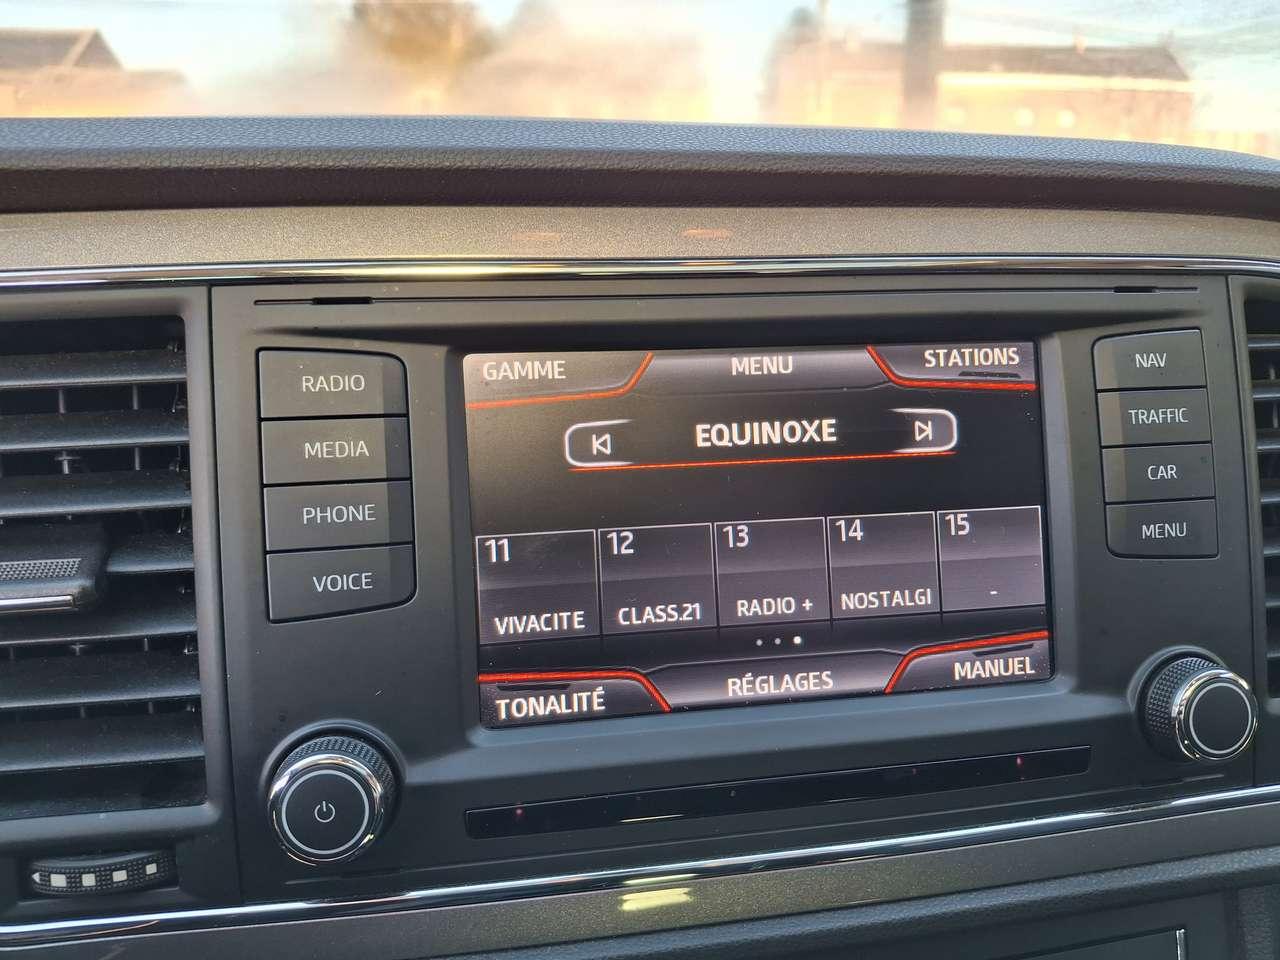 RADIO
MEDIA
PHONE
VOICE
GAMME
MENU
STATIONS
EQUINOXE
11
12
13
14
15
VIVACITE
CLASS.21
RADIO +
NOSTALGI
-
TONALITÉ
RÉGLAGES
MANUEL
NAV
TRAFFIC
CAR
MENU